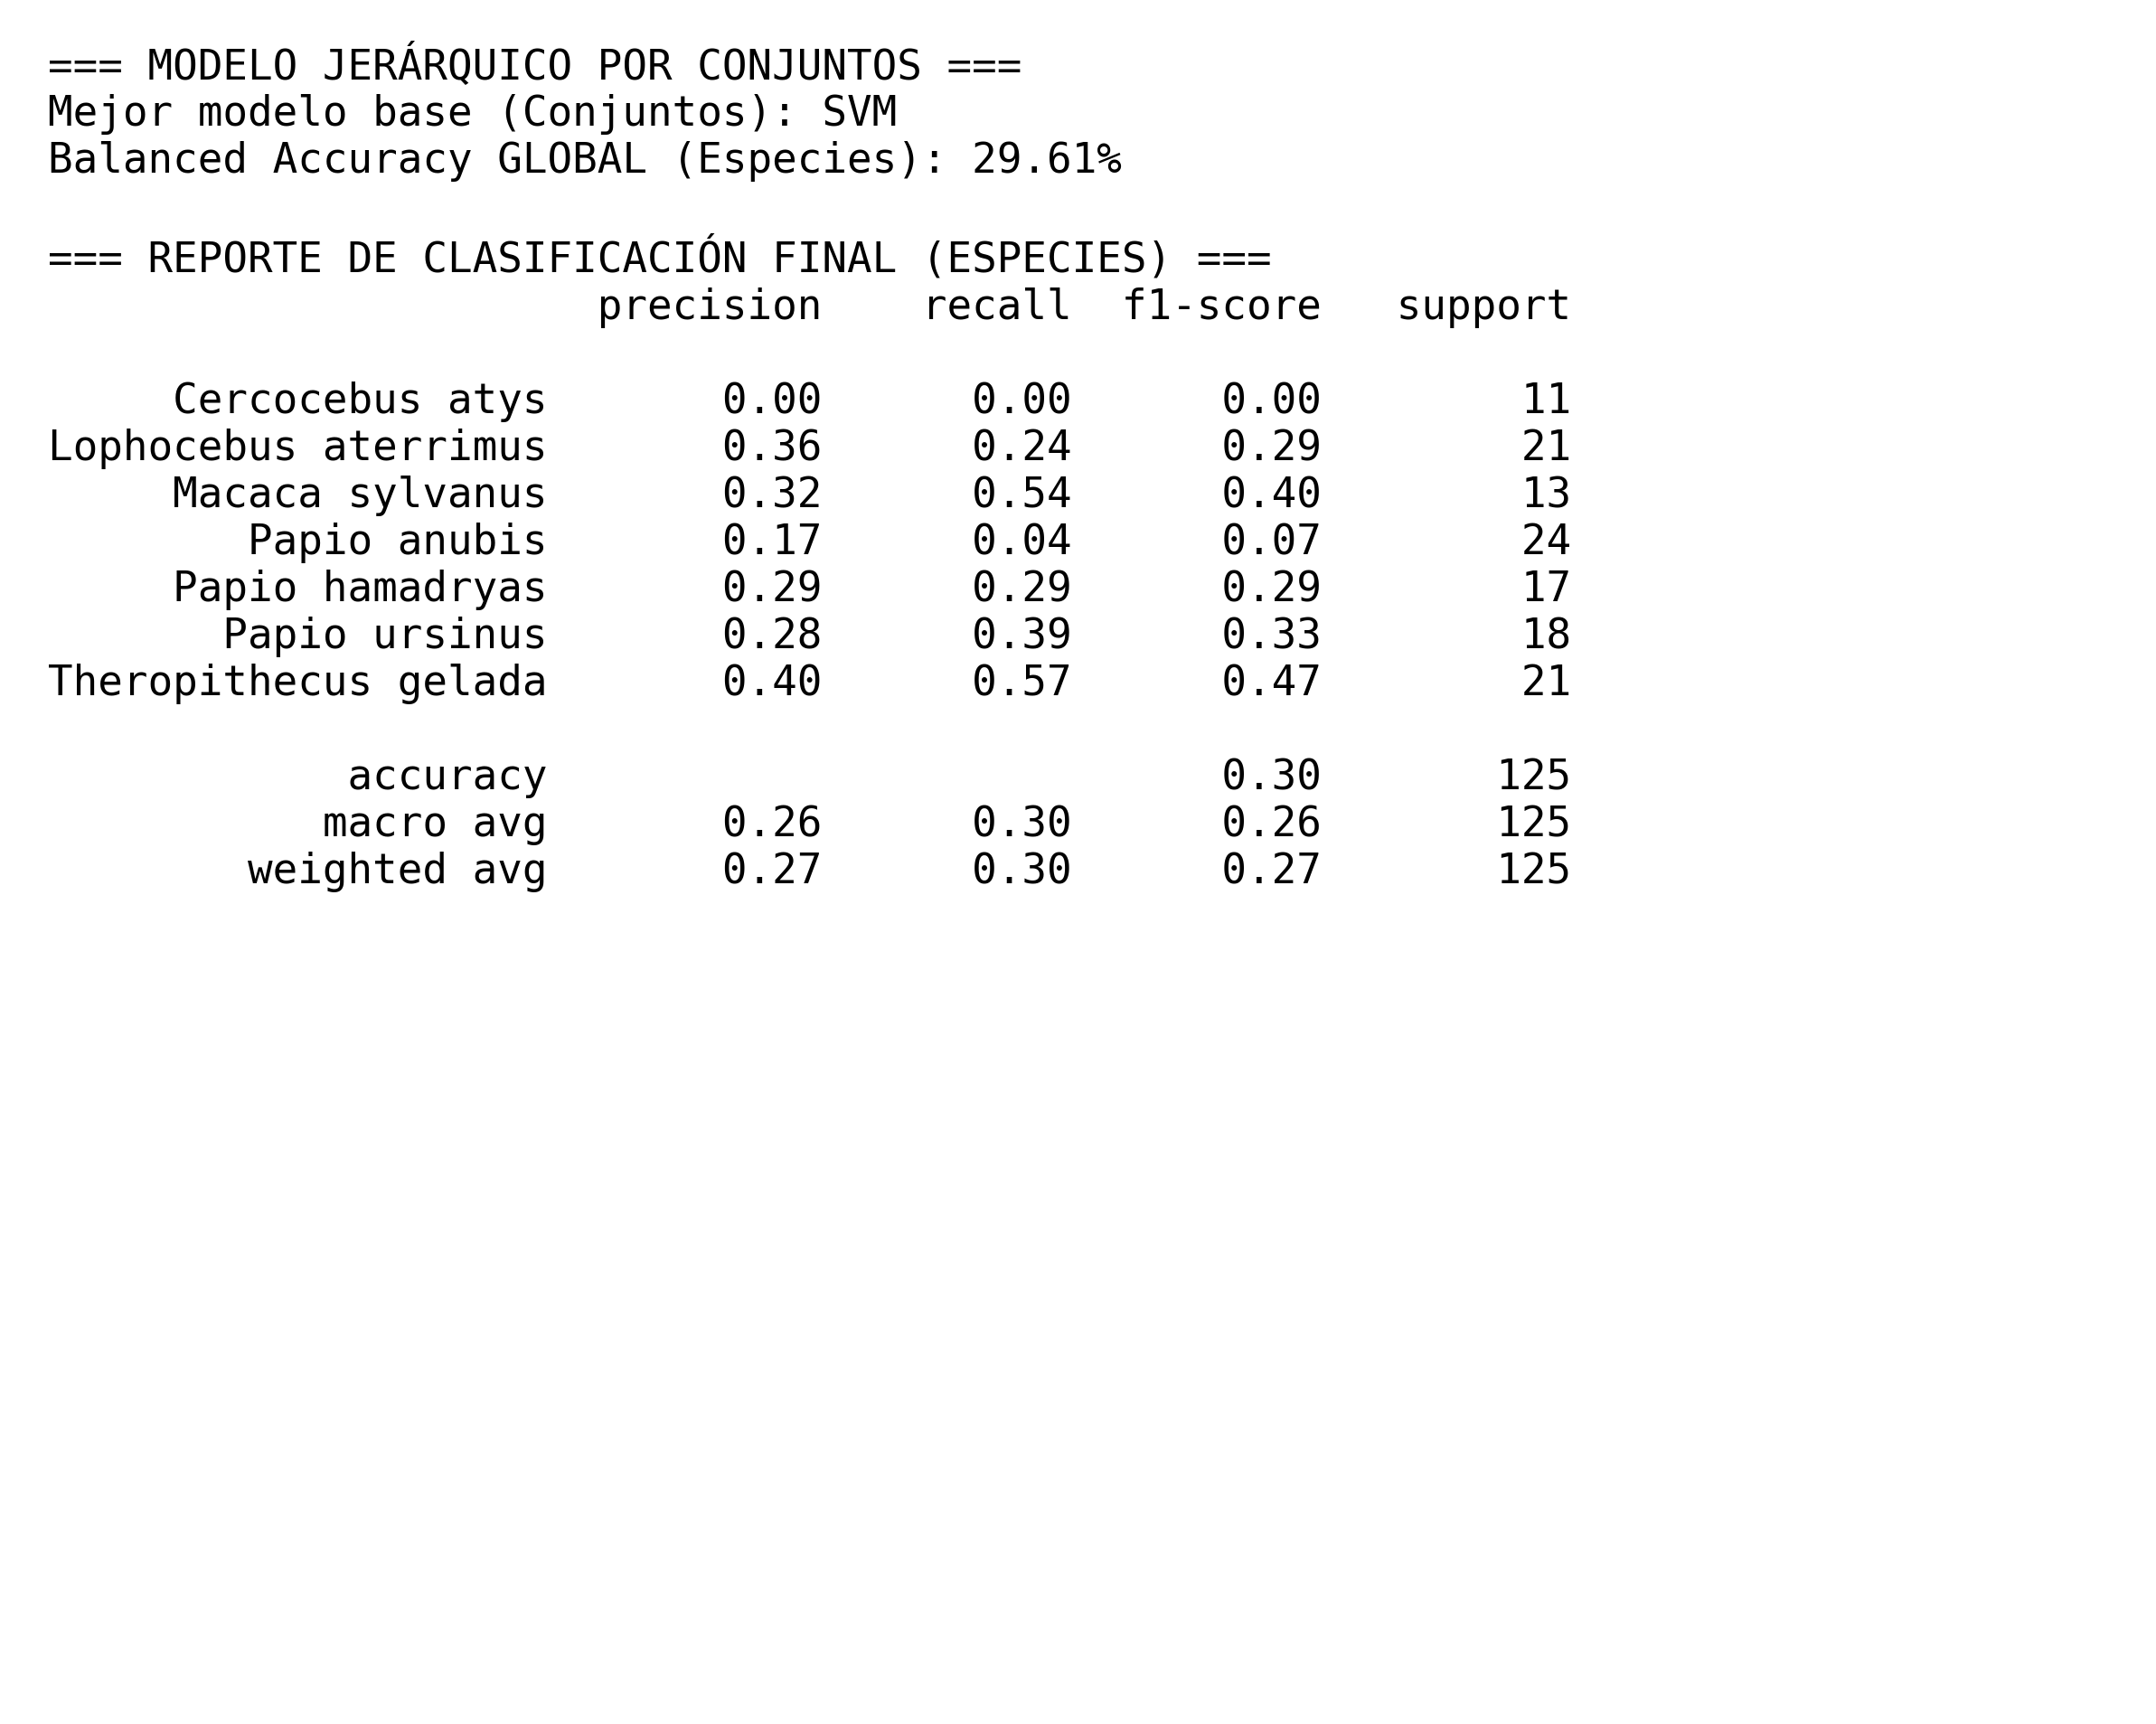 === MODELO JERÁRQUICO POR CONJUNTOS ===
Mejor modelo base (Conjuntos): SVM
Balanced Accuracy GLOBAL (Especies): 29.61%

=== REPORTE DE CLASIFICACIÓN FINAL (ESPECIES) ===
                      precision    recall  f1-score   support

     Cercocebus atys       0.00      0.00      0.00        11
Lophocebus aterrimus       0.36      0.24      0.29        21
     Macaca sylvanus       0.32      0.54      0.40        13
        Papio anubis       0.17      0.04      0.07        24
     Papio hamadryas       0.29      0.29      0.29        17
       Papio ursinus       0.28      0.39      0.33        18
Theropithecus gelada       0.40      0.57      0.47        21

            accuracy                           0.30       125
           macro avg       0.26      0.30      0.26       125
        weighted avg       0.27      0.30      0.27       125